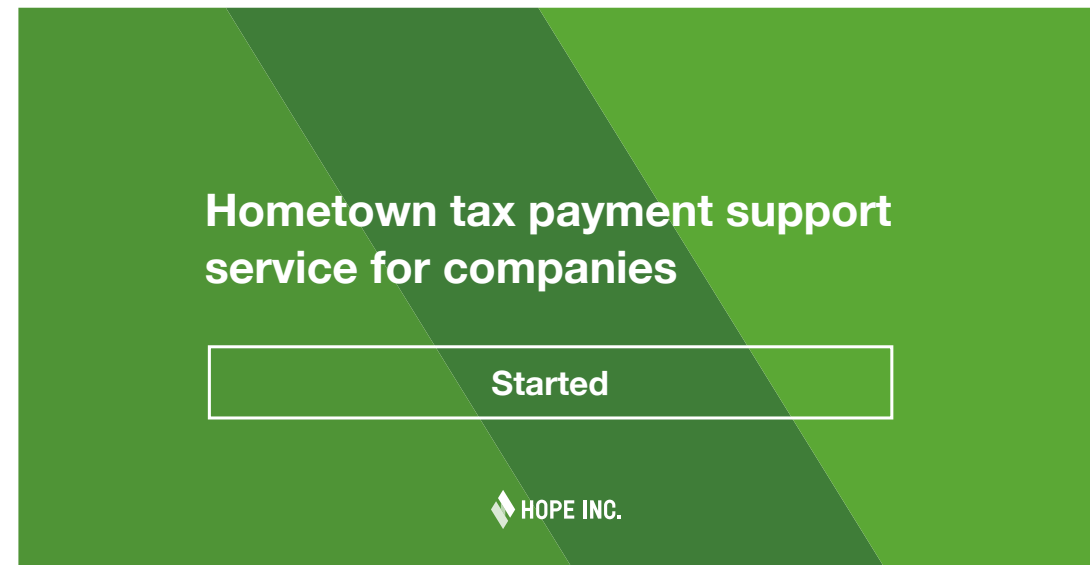 Hometown tax payment support
service for companies
Started
HOPE INC.